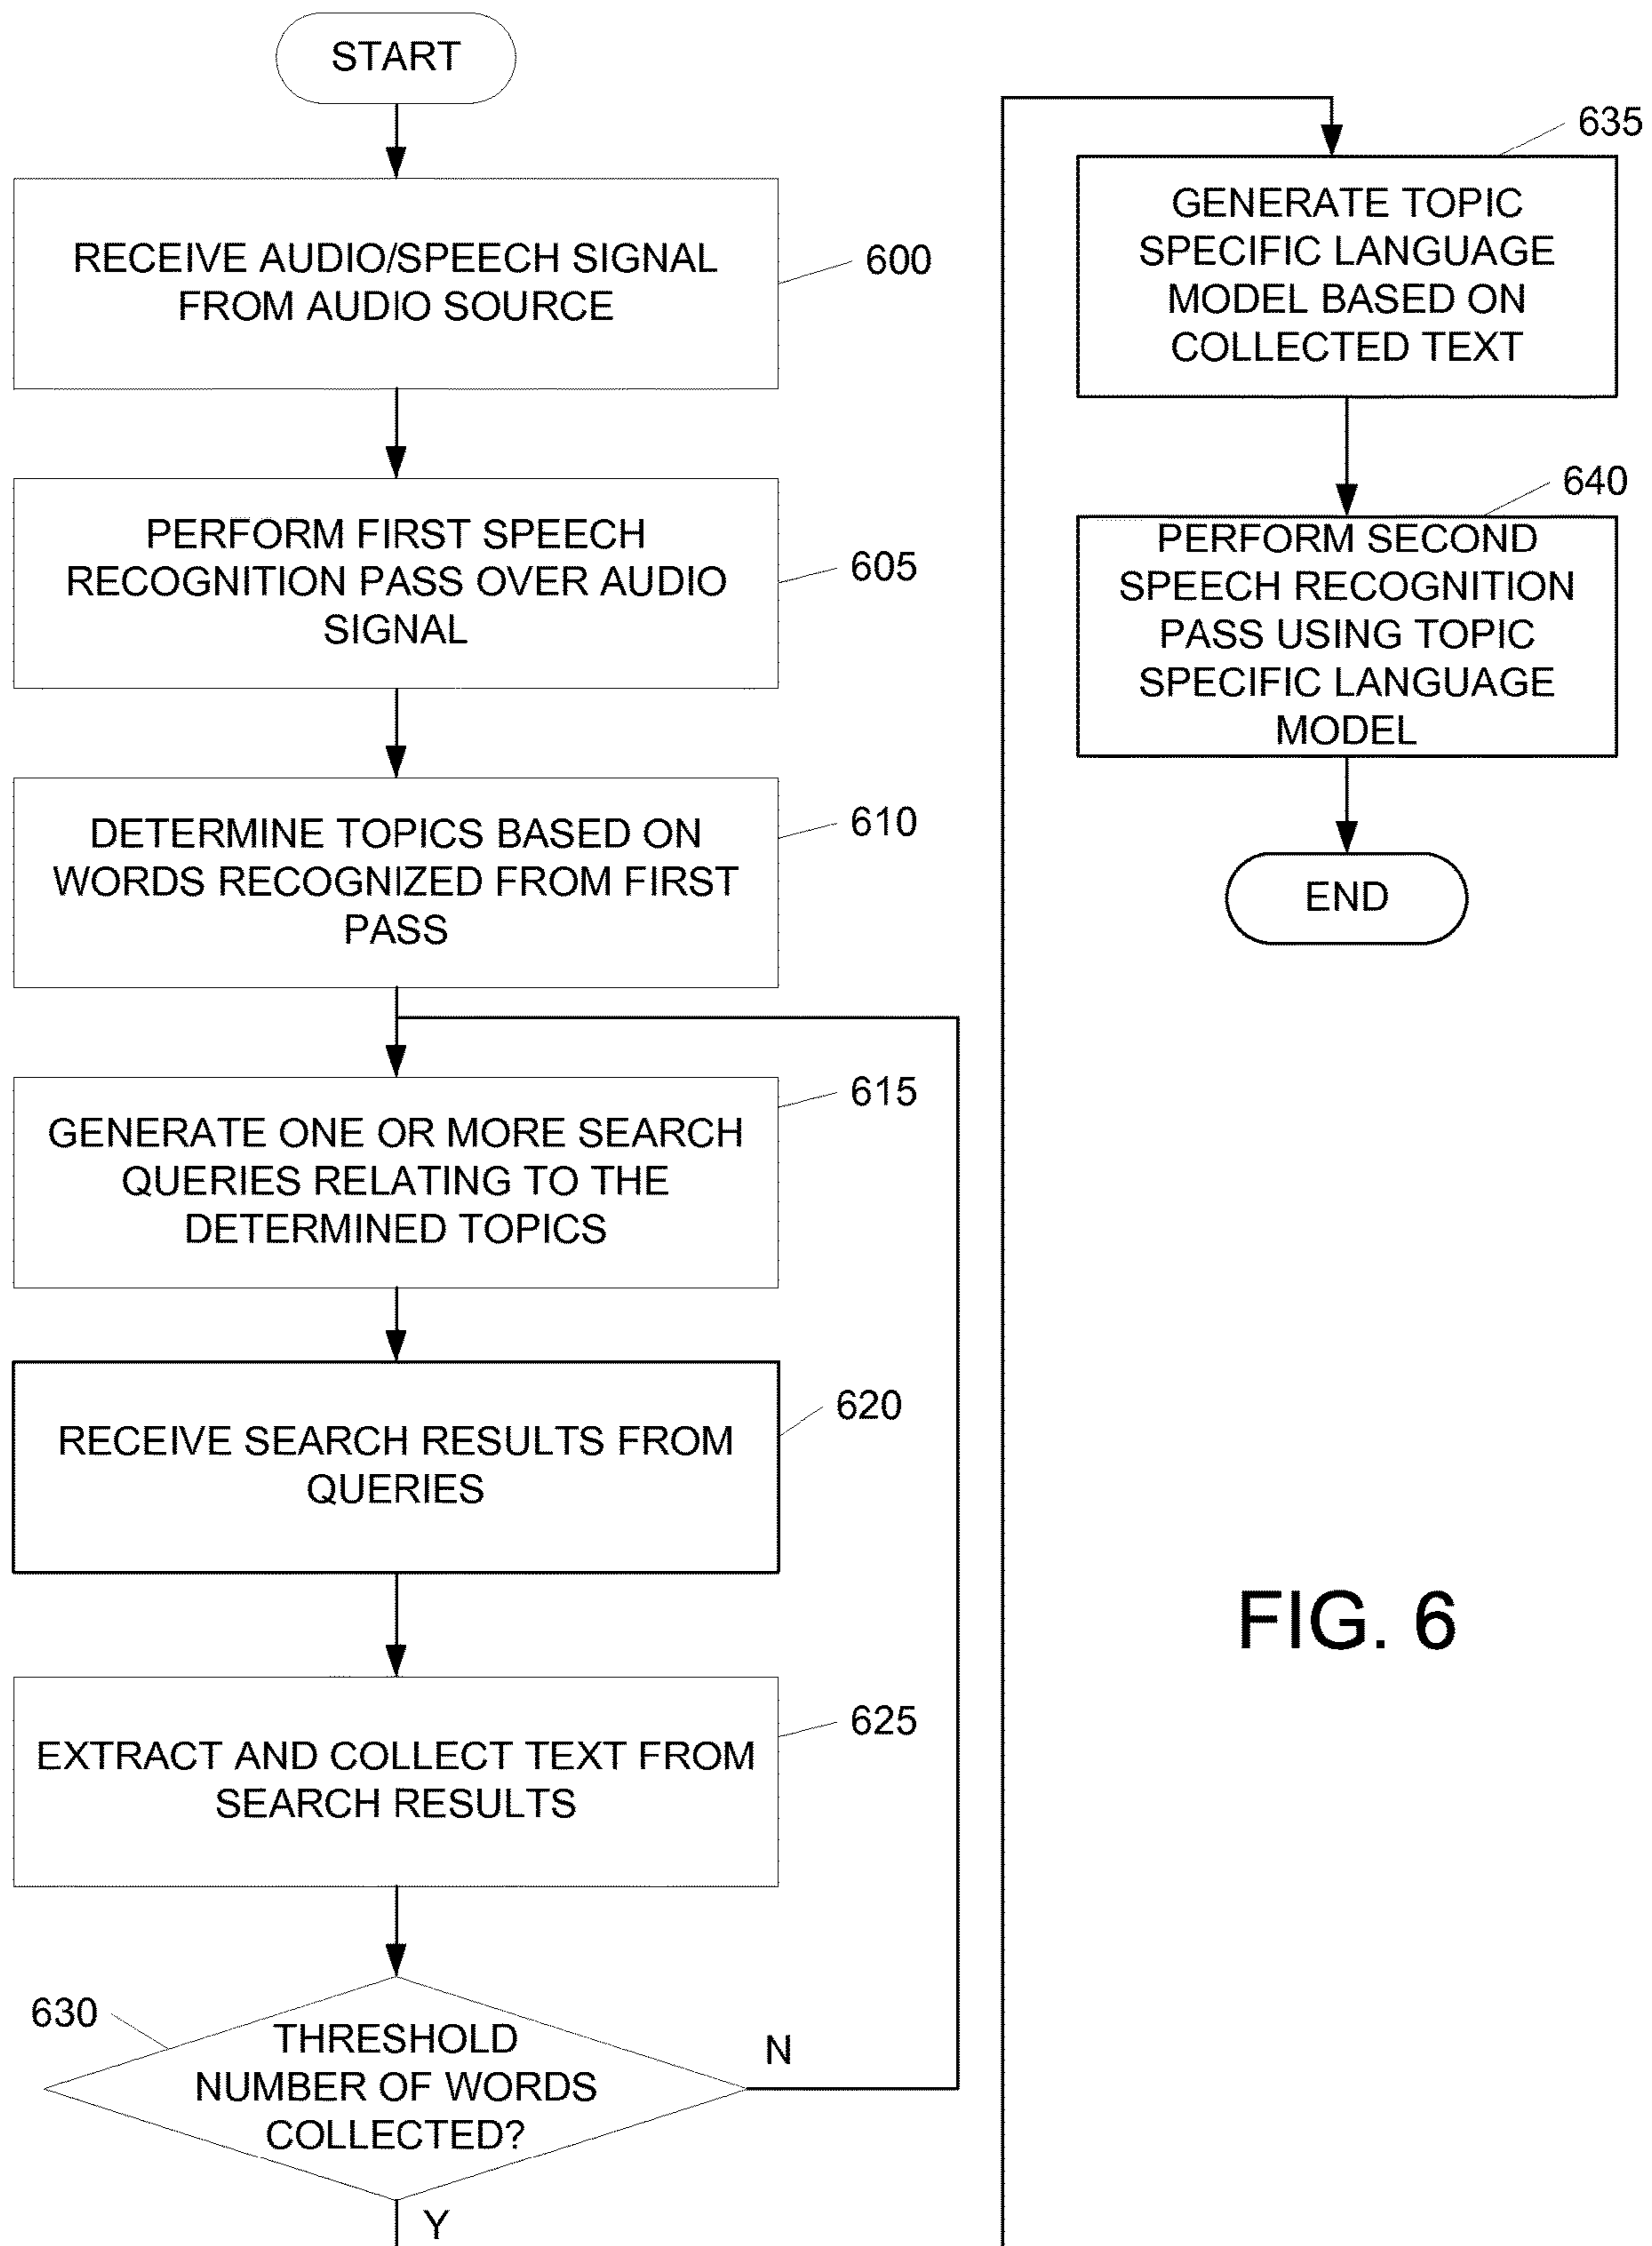 START
RECEIVE AUDIO/SPEECH SIGNAL
FROM AUDIO SOURCE
600
PERFORM FIRST SPEECH
RECOGNITION PASS OVER AUDIO
SIGNAL
605
DETERMINE TOPICS BASED ON
WORDS RECOGNIZED FROM FIRST
PASS
610
GENERATE ONE OR MORE SEARCH
QUERIES RELATING TO THE
DETERMINED TOPICS
615
RECEIVE SEARCH RESULTS FROM
QUERIES
620
EXTRACT AND COLLECT TEXT FROM
SEARCH RESULTS
625
630
THRESHOLD
NUMBER OF WORDS
COLLECTED?
N
Y
635
GENERATE TOPIC
SPECIFIC LANGUAGE
MODEL BASED ON
COLLECTED TEXT
640
PERFORM SECOND
SPEECH RECOGNITION
PASS USING TOPIC
SPECIFIC LANGUAGE
MODEL
END
FIG. 6